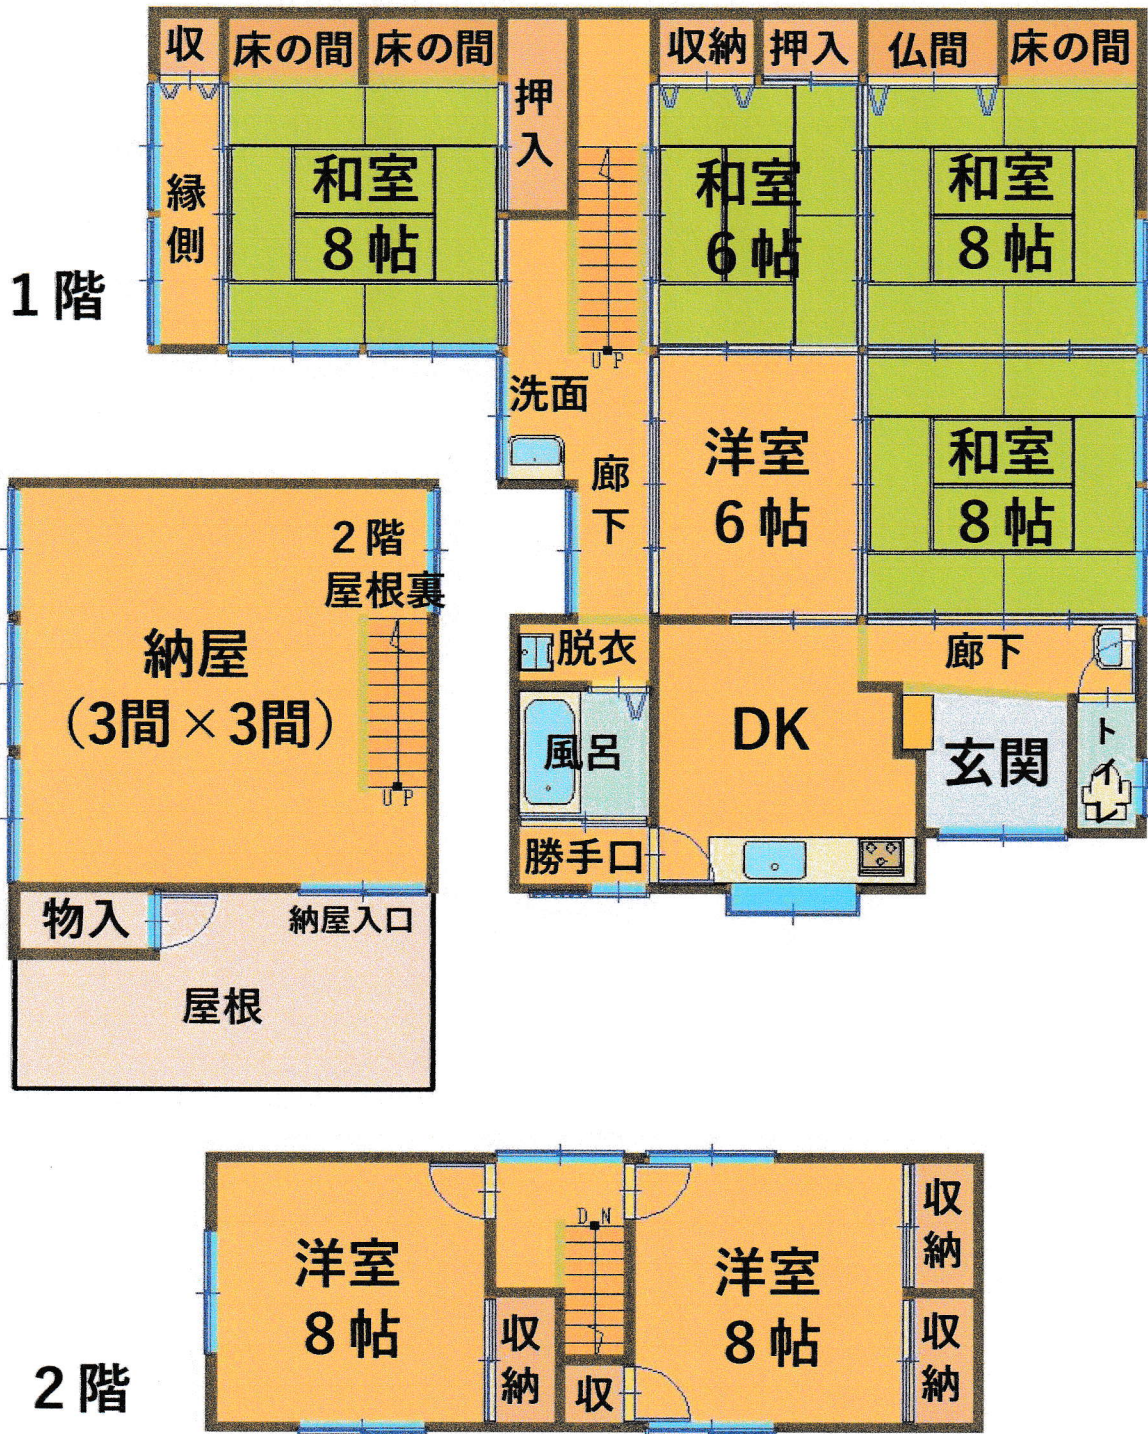 収 床の間 床の間 押入 収納 押入 仏間 床の間
縁側
和室
8帖
和室
6帖
和室
8帖
1階
UP
洗面
廊下
洋室
6帖
和室
8帖
2階
屋根裏
納屋
(3間×3間)
UP
脱衣
廊下
DK
風呂
玄関
トイレ
勝手口
物入
納屋入口
屋根
DN
洋室
8帖
洋室
8帖
収納
収納
収納
収
2階